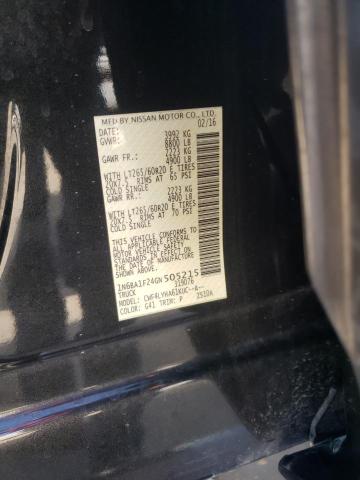 MFD BY NISSAN MOTOR CO., LTD.
DATE: 02/16
GVWR: 3992 KG
8800 LB
GAWR FR.: 2223 KG
4900 LB
WITH LT265/60R20 E, TIRES
20X7.5 RIMS AT 65 PSI
COLD SINGLE
GAWR RR.: 2223 KG
4900 LB
WITH LT265/60R20 E, TIRES
20X7.5 RIMS AT 70 PSI
COLD SINGLE
THIS VEHICLE CONFORMS TO
ALL APPLICABLE FEDERAL
MOTOR VEHICLE SAFETY STANDARDS
IN EFFECT ON THE DATE OF
MANUFACTURE SHOWN ABOVE.
1N6BA1F24GN505215
TRUCK 319076
MODEL: CWF4LYHA61KUC--A--
COLOR: G41 TRIM: P 2S10A